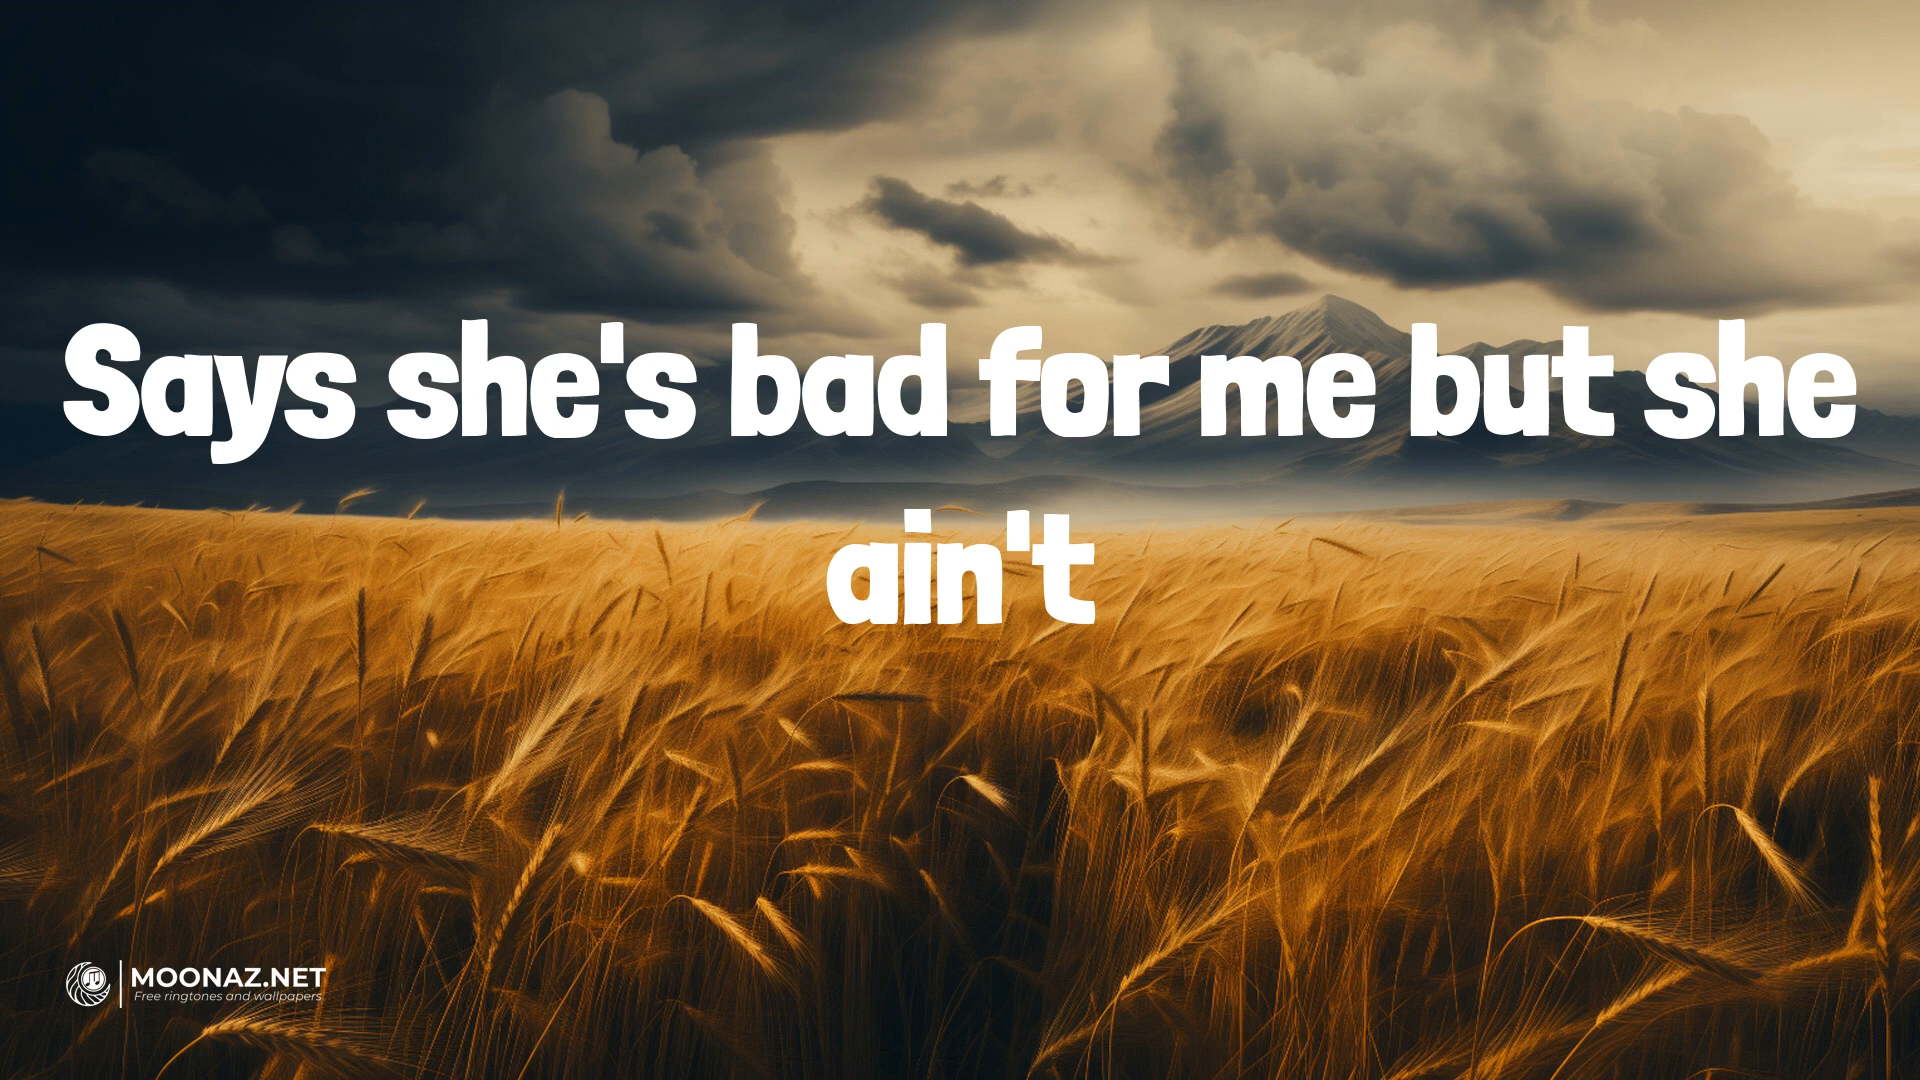 Says she's bad for me but she
ain't
MOONAZ.NET
Free ringtones and wallpapers